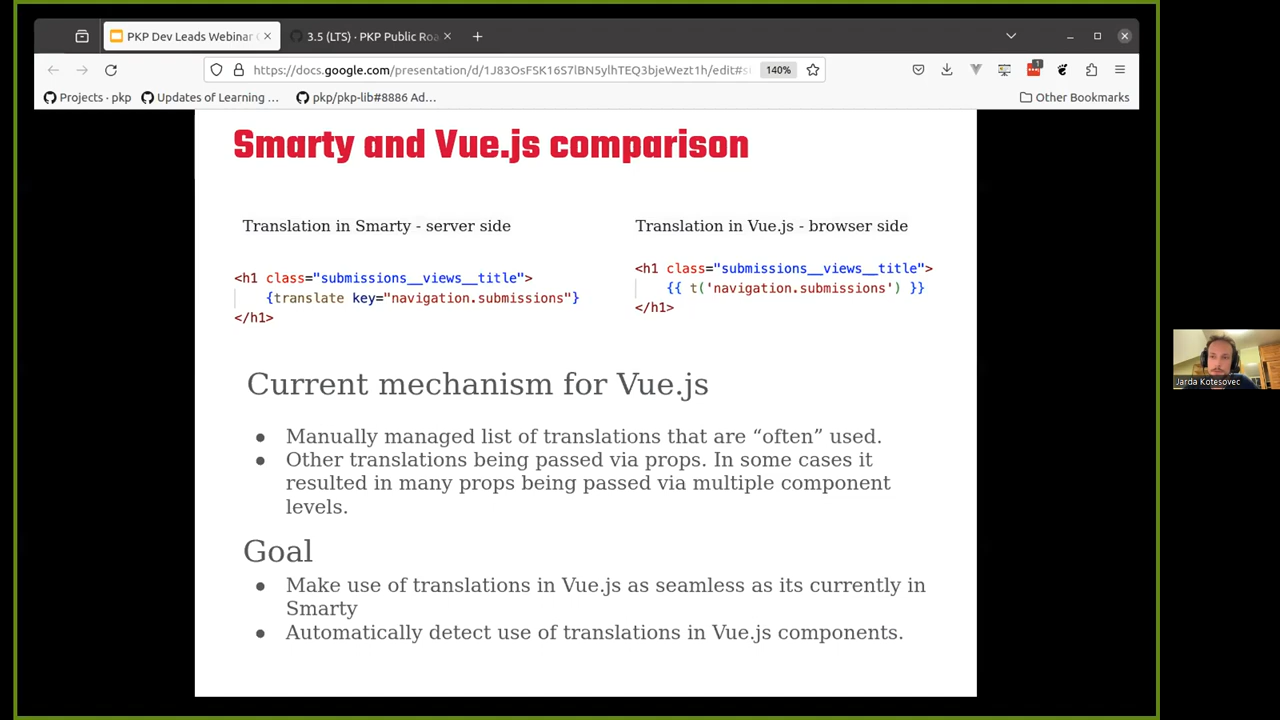 PKP Dev Leads Webinar
3.5 (LTS) · PKP Public Roa
https://docs.google.com/presentation/d/1J83OsFSK16S7lBN5ylhTEQ3bjeWezt1h/edit#s
140%
1
Projects · pkp
Updates of Learning ...
pkp/pkp-lib#8886 Ad...
Other Bookmarks
Smarty and Vue.js comparison
Translation in Smarty - server side
<h1 class="submissions__views__title">
{translate key="navigation.submissions"}
</h1>
Translation in Vue.js - browser side
<h1 class="submissions__views__title">
{{ t('navigation.submissions') }}
</h1>
Current mechanism for Vue.js
● Manually managed list of translations that are “often” used.
● Other translations being passed via props. In some cases it
resulted in many props being passed via multiple component
levels.
Goal
● Make use of translations in Vue.js as seamless as its currently in
Smarty
● Automatically detect use of translations in Vue.js components.
Jarda Kotesovec